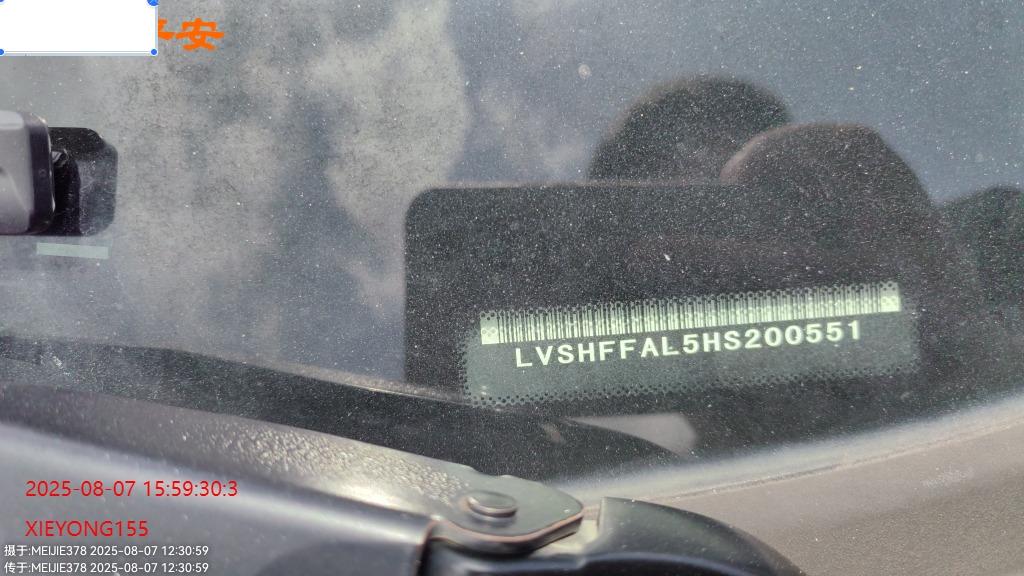 安
LVSHFFAL5HS200551
2025-08-07 15:59:30:3
XIEYONG155
摄于:MEIJIE378 2025-08-07 12:30:59
传于:MEIJIE378 2025-08-07 12:30:59